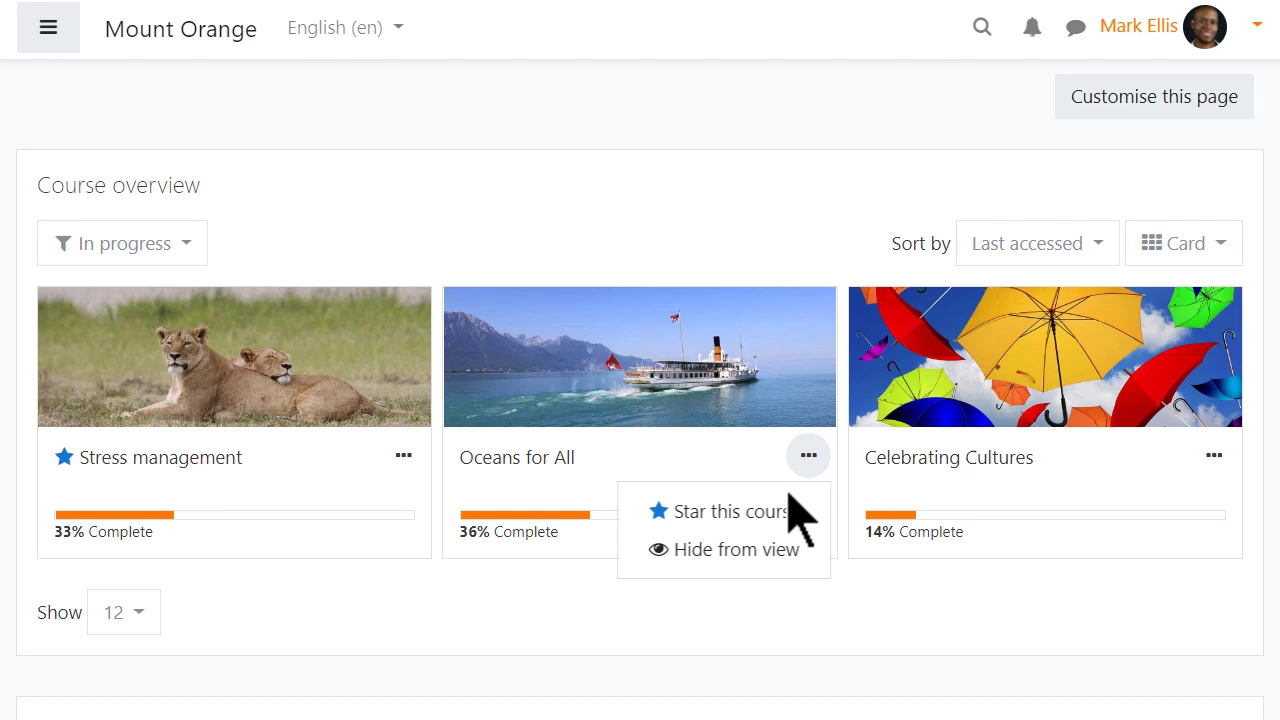 Mount Orange English (en)
Mark Ellis
Customise this page
Course overview
In progress
Sort by Last accessed Card
Stress management
33% Complete
Oceans for All
36% Complete
Star this cours
Hide from view
Celebrating Cultures
14% Complete
Show 12